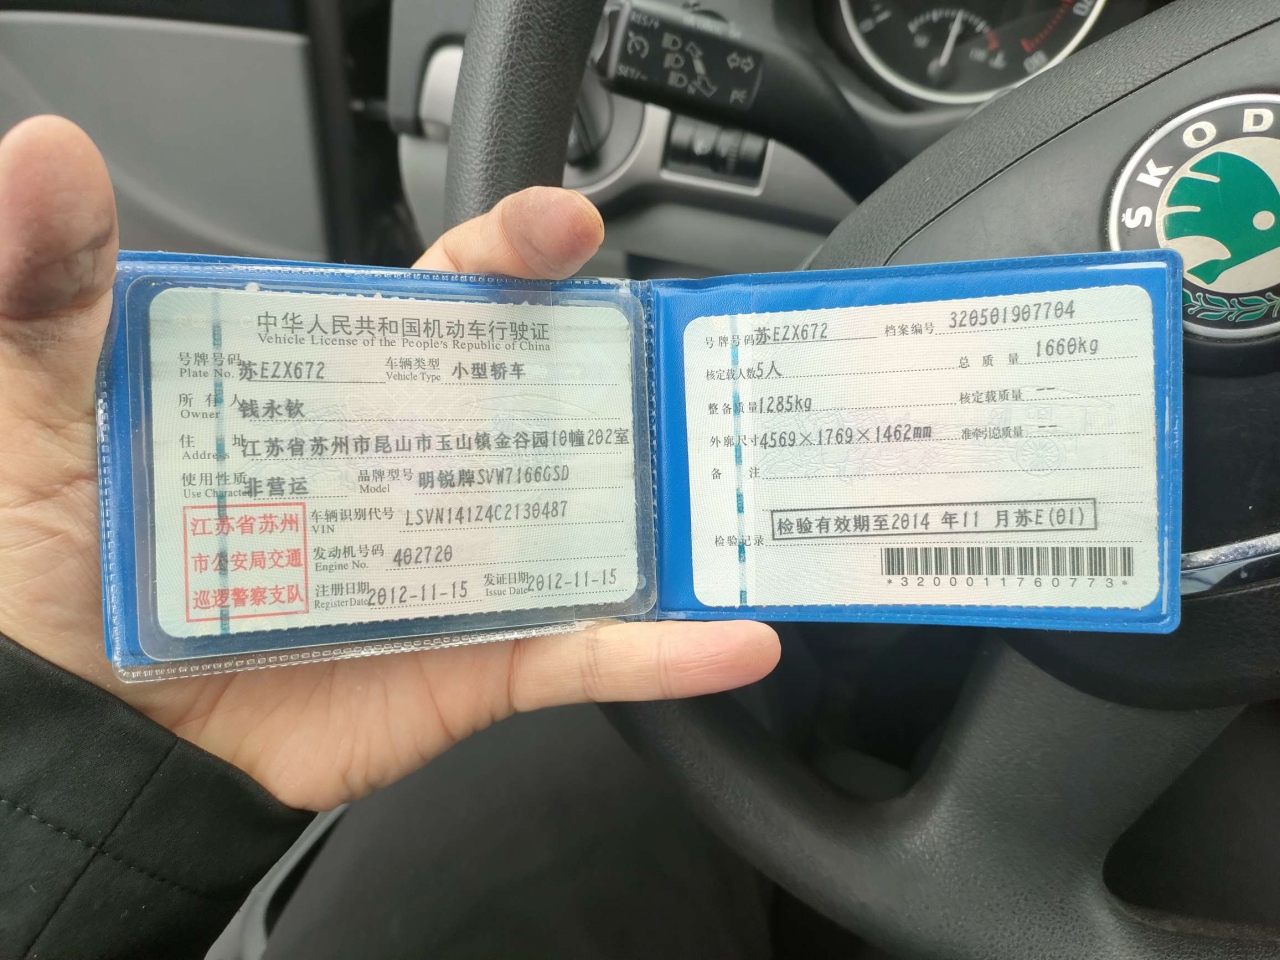 RES/+
SET/-
ŠKOD
中华人民共和国机动车行驶证
Vehicle License of the People's Republic of China
号牌号码 苏EZX672 车辆类型 小型轿车
Plate No. Vehicle Type
所有人 钱永钦
Owner
住址 江苏省苏州市昆山市玉山镇金谷园10幢202室
Address
使用性质 非营运 品牌型号 明锐牌SVW7166GSD
Use Character Model
江苏省苏州
市公安局交通
巡逻警察支队
车辆识别代号 LSVN141Z4C2130487
VIN
发动机号码 402720
Engine No.
注册日期 2012-11-15 发证日期 2012-11-15
Register Date Issue Date
号牌号码 苏EZX672 档案编号 320501907704
核定载人数 5人 总质量 1660kg
整备质量 1285kg 核定载质量 --
外廓尺寸 4569×1769×1462mm 准牵引总质量 --
备注
检验有效期至2014 年11 月苏E(01)
检验记录
*3200011760773*